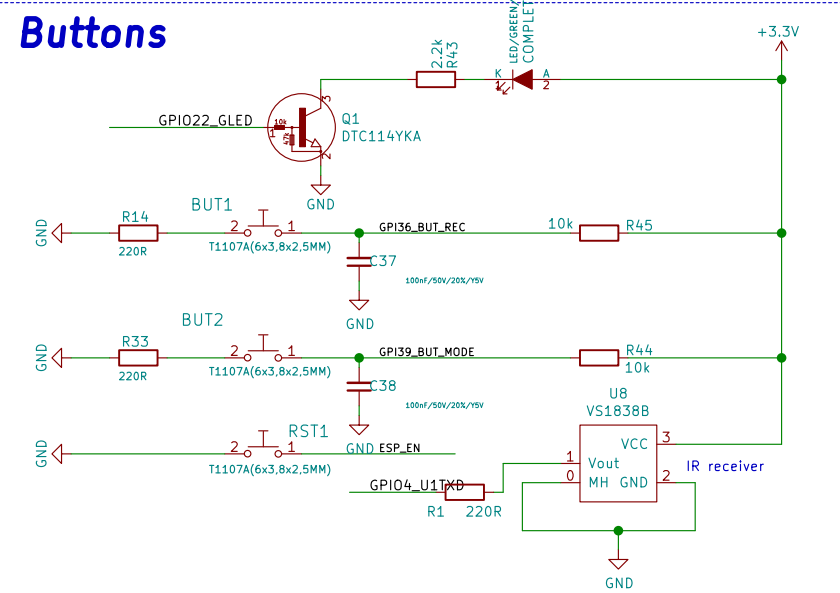 Buttons
LED/GREEN/
COMPLET
+3.3V
2.2k
R43
K
A
1
2
GPIO22_GLED
10k
47k
1
3
2
Q1
DTC114YKA
GND
BUT1
GND
R14
220R
2
1
T1107A(6x3,8x2,5MM)
GPI36_BUT_REC
10k
R45
C37
100nF/50V/20%/Y5V
GND
BUT2
GND
R33
220R
2
1
T1107A(6x3,8x2,5MM)
GPI39_BUT_MODE
R44
10k
C38
100nF/50V/20%/Y5V
GND
U8
VS1838B
RST1
GND
2
1
T1107A(6x3,8x2,5MM)
ESP_EN
VCC
3
1
Vout
0
MH
GND
2
IR receiver
GPIO4_U1TXD
R1
220R
GND